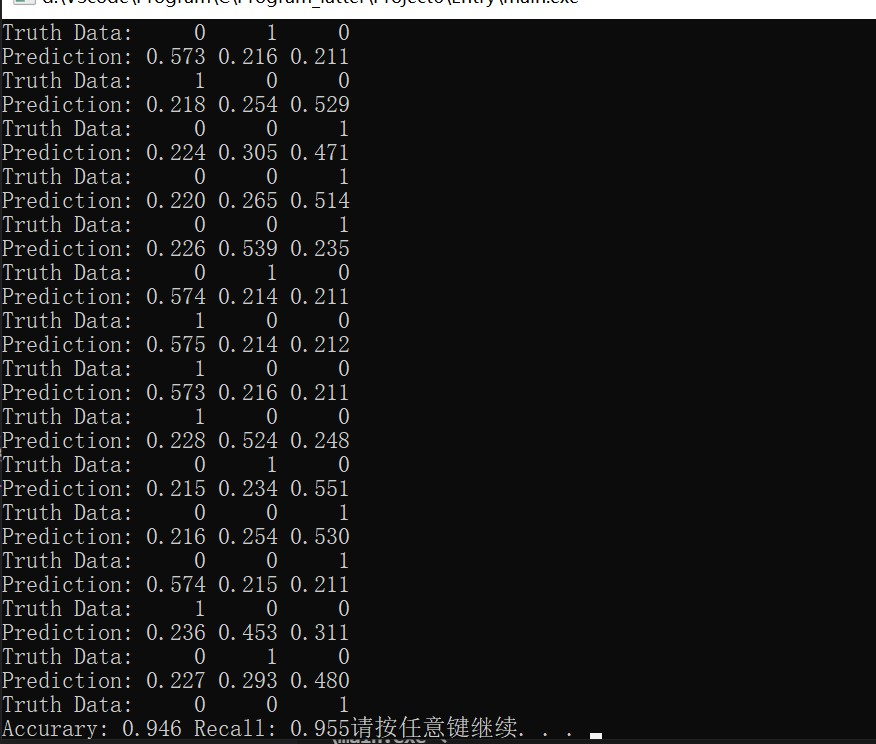 Truth Data:     0     1     0
Prediction: 0.573 0.216 0.211
Truth Data:     1     0     0
Prediction: 0.218 0.254 0.529
Truth Data:     0     0     1
Prediction: 0.224 0.305 0.471
Truth Data:     0     0     1
Prediction: 0.220 0.265 0.514
Truth Data:     0     0     1
Prediction: 0.226 0.539 0.235
Truth Data:     0     1     0
Prediction: 0.574 0.214 0.211
Truth Data:     1     0     0
Prediction: 0.575 0.214 0.212
Truth Data:     1     0     0
Prediction: 0.573 0.216 0.211
Truth Data:     1     0     0
Prediction: 0.228 0.524 0.248
Truth Data:     0     1     0
Prediction: 0.215 0.234 0.551
Truth Data:     0     0     1
Prediction: 0.216 0.254 0.530
Truth Data:     0     0     1
Prediction: 0.574 0.215 0.211
Truth Data:     1     0     0
Prediction: 0.236 0.453 0.311
Truth Data:     0     1     0
Prediction: 0.227 0.293 0.480
Truth Data:     0     0     1
Accurary: 0.946 Recall: 0.955请按任意键继续. . .